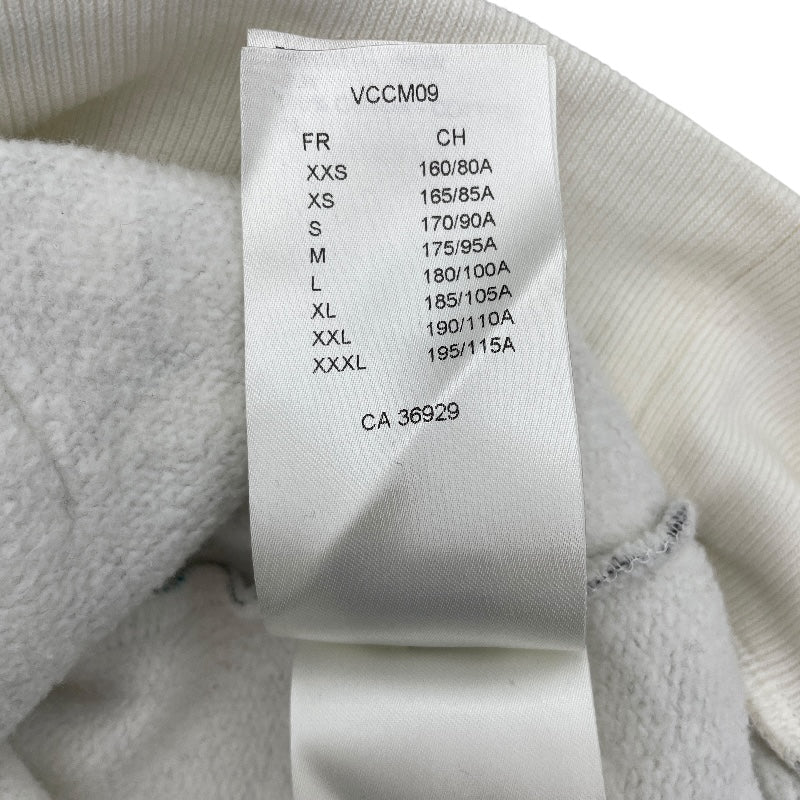 VCCM09
FR CH
XXS 160/80A
XS 165/85A
S 170/90A
M 175/95A
L 180/100A
XL 185/105A
XXL 190/110A
XXXL 195/115A
CA 36929